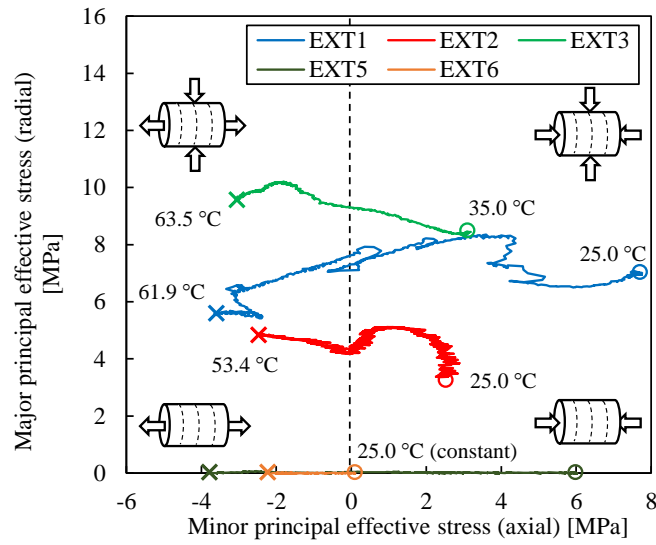 EXT1 EXT2 EXT3
EXT5 EXT6
Major principal effective stress (radial)
[MPa]
16
14
12
10
8
6
4
2
0
63.5 °C
35.0 °C
25.0 °C
61.9 °C
53.4 °C
25.0 °C
25.0 °C (constant)
-6 -4 -2 0 2 4 6 8
Minor principal effective stress (axial) [MPa]